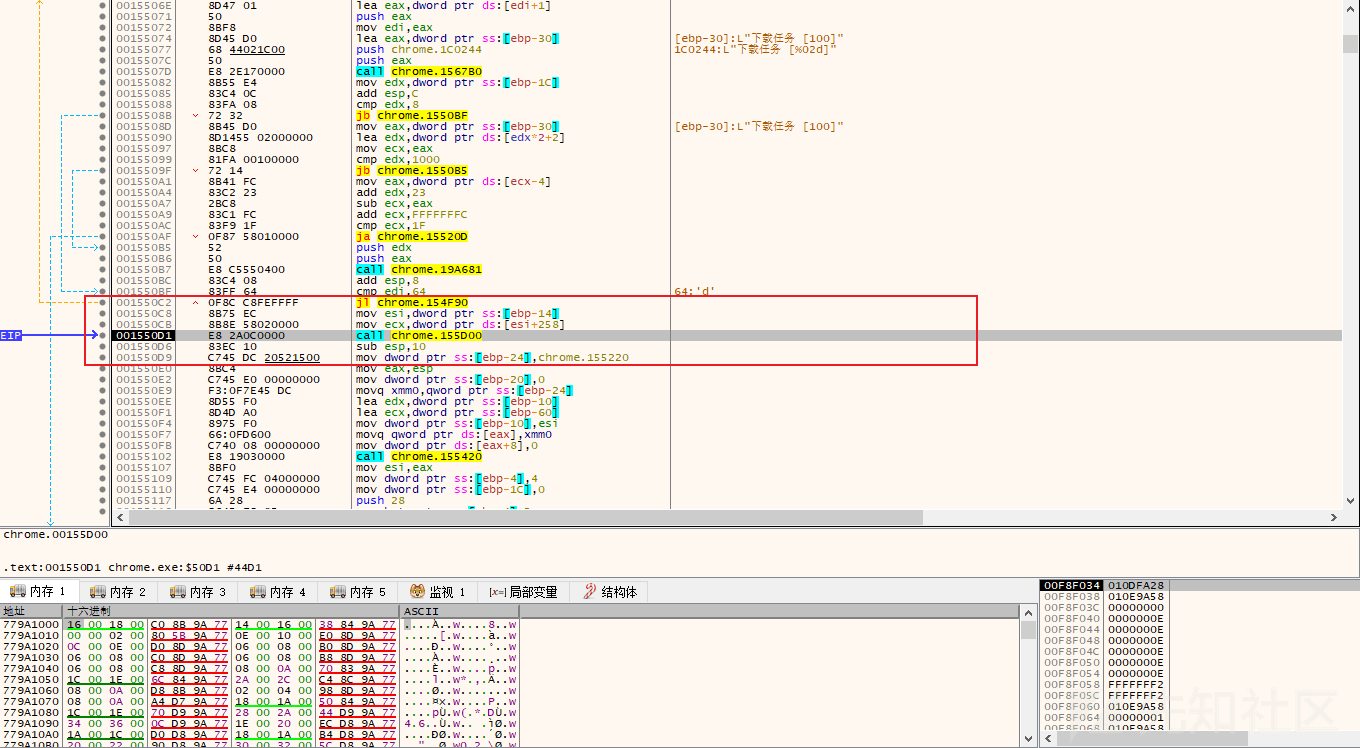 0015506E 8D47 01 lea eax,dword ptr ds:[edi+1]
00155071 50 push eax
00155072 8BF8 mov edi,eax
00155074 8D45 D0 lea eax,dword ptr ss:[ebp-30] [ebp-30]:L"下载任务 [100]"
00155077 68 44021C00 push chrome.1C0244 1C0244:L"下载任务 [%02d]"
0015507C 50 push eax
0015507D E8 2E170000 call chrome.1567B0
00155082 8B55 E4 mov edx,dword ptr ss:[ebp-1C]
00155085 83C4 0C add esp,C
00155088 83FA 08 cmp edx,8
0015508B 72 32 jb chrome.1550BF
0015508D 8B45 D0 mov eax,dword ptr ss:[ebp-30] [ebp-30]:L"下载任务 [100]"
00155090 8D1455 02000000 lea edx,dword ptr ds:[edx*2+2]
00155097 8BC8 mov ecx,eax
00155099 81FA 00100000 cmp edx,1000
0015509F 72 14 jb chrome.1550B5
001550A1 8B41 FC mov eax,dword ptr ds:[ecx-4]
001550A4 83C2 23 add edx,23
001550A7 2BC8 sub ecx,eax
001550A9 83C1 FC add ecx,FFFFFFFC
001550AC 83F9 1F cmp ecx,1F
001550AF 0F87 58010000 ja chrome.15520D
001550B5 52 push edx
001550B6 50 push eax
001550B7 E8 C5550400 call chrome.19A681
001550BC 83C4 08 add esp,8
001550BF 83FF 64 cmp edi,64 64:'d'
001550C2 0F8C C8FEFFFF jl chrome.154F90
001550C8 8B75 EC mov esi,dword ptr ss:[ebp-14]
001550CB 8B8E 58020000 mov ecx,dword ptr ds:[esi+258]
EIP 001550D1 E8 2A0C0000 call chrome.155D00
001550D6 83EC 10 sub esp,10
001550D9 C745 DC 20521500 mov dword ptr ss:[ebp-24],chrome.155220
001550E0 8BC4 mov eax,esp
001550E2 C745 E0 00000000 mov dword ptr ss:[ebp-20],0
001550E9 F3:0F7E45 DC movq xmm0,qword ptr ss:[ebp-24]
001550EE 8D55 F0 lea edx,dword ptr ss:[ebp-10]
001550F1 8D4D A0 lea ecx,dword ptr ss:[ebp-60]
001550F4 8975 F0 mov dword ptr ss:[ebp-10],esi
001550F7 66:0FD600 movq qword ptr ds:[eax],xmm0
001550FB C740 08 00000000 mov dword ptr ds:[eax+8],0
00155102 E8 19030000 call chrome.155420
00155107 8BF0 mov esi,eax
00155109 C745 FC 04000000 mov dword ptr ss:[ebp-4],4
00155110 C745 E4 00000000 mov dword ptr ss:[ebp-1C],0
00155117 6A 28 push 28
chrome.00155D00
.text:001550D1 chrome.exe:$50D1 #44D1
内存 1 内存 2 内存 3 内存 4 内存 5 监视 1 [x=] 局部变量 结构体
地址 十六进制 ASCII
779A1000 16 00 18 00 C0 8B 9A 77 14 00 16 00 38 84 9A 77 ....À..w....8..w
779A1010 00 00 02 00 80 5B 9A 77 0E 00 10 00 E0 8D 9A 77 .....[.w....à..w
779A1020 0C 00 0E 00 D0 8D 9A 77 06 00 08 00 B0 8D 9A 77 ....Ð..w....°..w
779A1030 06 00 08 00 C0 8D 9A 77 06 00 08 00 B8 8D 9A 77 ....À..w....¸..w
779A1040 06 00 08 00 C8 8D 9A 77 08 00 0A 00 70 83 9A 77 ....È..w....p..w
779A1050 1C 00 1E 00 6C 84 9A 77 2A 00 2C 00 C4 8C 9A 77 ....l..w*.,.Ä..w
779A1060 08 00 0A 00 D8 8B 9A 77 02 00 04 00 98 8D 9A 77 ....Ø..w.......w
779A1070 08 00 0A 00 A4 D7 9A 77 18 00 1A 00 50 84 9A 77 ....¤×.w....P..w
779A1080 1C 00 1E 00 70 D9 9A 77 28 00 2A 00 44 D9 9A 77 ....pÙ.w(.*.DÙ.w
779A1090 34 00 36 00 0C D9 9A 77 1E 00 20 00 EC D8 9A 77 4.6..Ù.w.. .ìØ.w
779A10A0 1A 00 1C 00 D0 D8 9A 77 18 00 1A 00 B4 D8 9A 77 ....ÐØ.w....´Ø.w
00F8F034 010DFA28
00F8F038 010E9A58
00F8F03C 00000000
00F8F040 0000000E
00F8F044 0000000E
00F8F048 0000000E
00F8F04C 0000000E
00F8F050 0000000E
00F8F054 0000000E
00F8F058 FFFFFFF2
00F8F05C FFFFFFF2
00F8F060 010E9A58
00F8F064 00000001
00F8F068 010E9A58